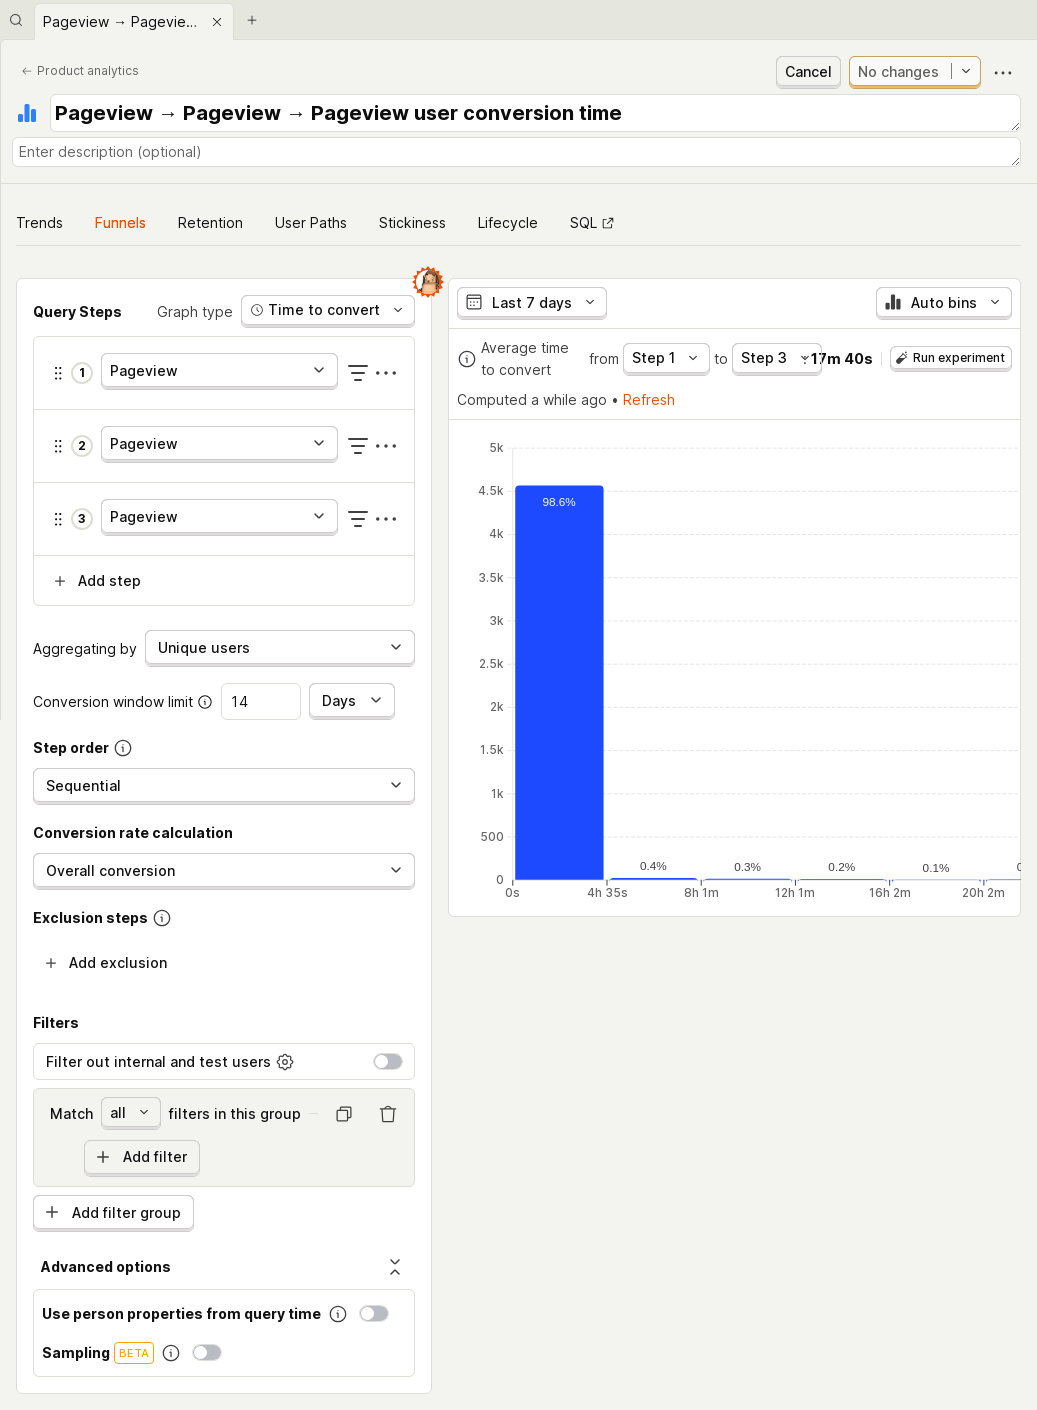 Pageview → Pagevie...
Product analytics
Cancel
No changes
Pageview → Pageview → Pageview user conversion time
Enter description (optional)
Trends
Funnels
Retention
User Paths
Stickiness
Lifecycle
SQL
Query Steps
Graph type
Time to convert
1
Pageview
2
Pageview
3
Pageview
Add step
Aggregating by
Unique users
Conversion window limit
14
Days
Step order
Sequential
Conversion rate calculation
Overall conversion
Exclusion steps
Add exclusion
Filters
Filter out internal and test users
Match
all
filters in this group
Add filter
Add filter group
Advanced options
Use person properties from query time
Sampling
BETA
Last 7 days
Auto bins
Average time
to convert
from
Step 1
to
Step 3
17m 40s
Run experiment
Computed a while ago • Refresh
5k
4.5k
4k
3.5k
3k
2.5k
2k
1.5k
1k
500
0
98.6%
0.4%
0.3%
0.2%
0.1%
0s
4h 35s
8h 1m
12h 1m
16h 2m
20h 2m